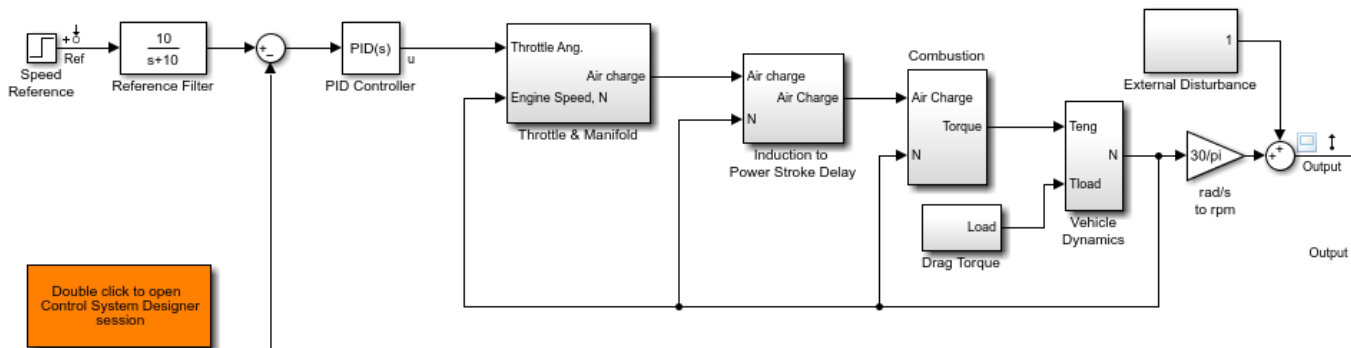 Ref
Speed
Reference
10
s+10
Reference Filter
+
−
PID(s)
u
PID Controller
Throttle Ang.
Air charge
Engine Speed, N
Throttle & Manifold
Air charge
Air Charge
N
Induction to
Power Stroke Delay
Combustion
Air Charge
Torque
N
Load
Drag Torque
Teng
N
Tload
Vehicle
Dynamics
1
External Disturbance
30/pi
rad/s
to rpm
+
+
Output
Output
Double click to open
Control System Designer
session